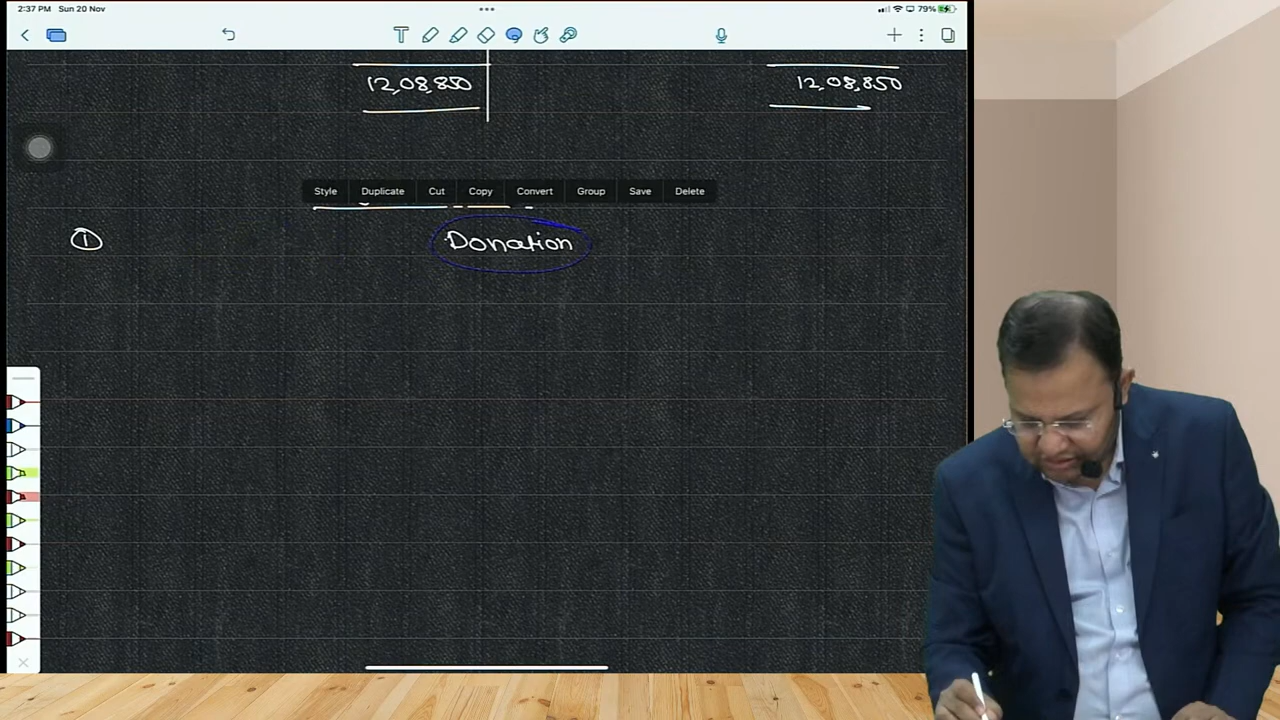 2:37 PM Sun 20 Nov 79%
T
12,08,850 12,08,850
Style Duplicate Cut Copy Convert Group Save Delete
① Donation